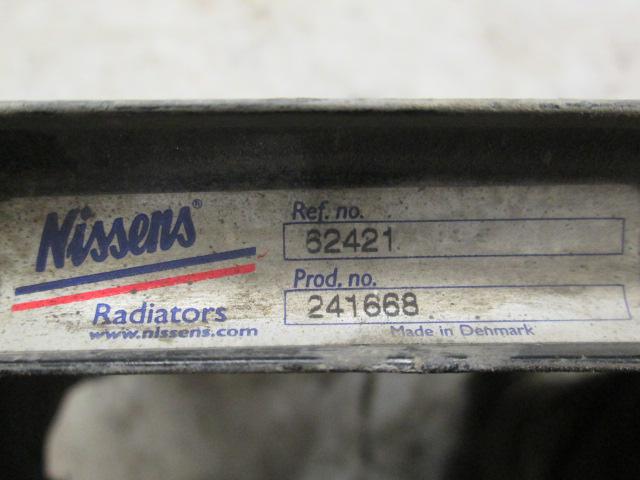 Nissens®
Radiators
www.nissens.com
Ref. no.
62421
Prod. no.
241668
Made in Denmark